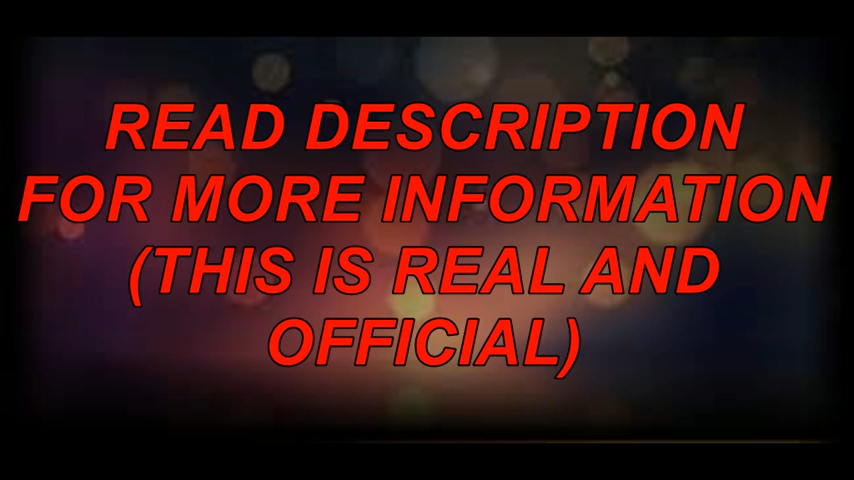 READ DESCRIPTION
FOR MORE INFORMATION
(THIS IS REAL AND
OFFICIAL)